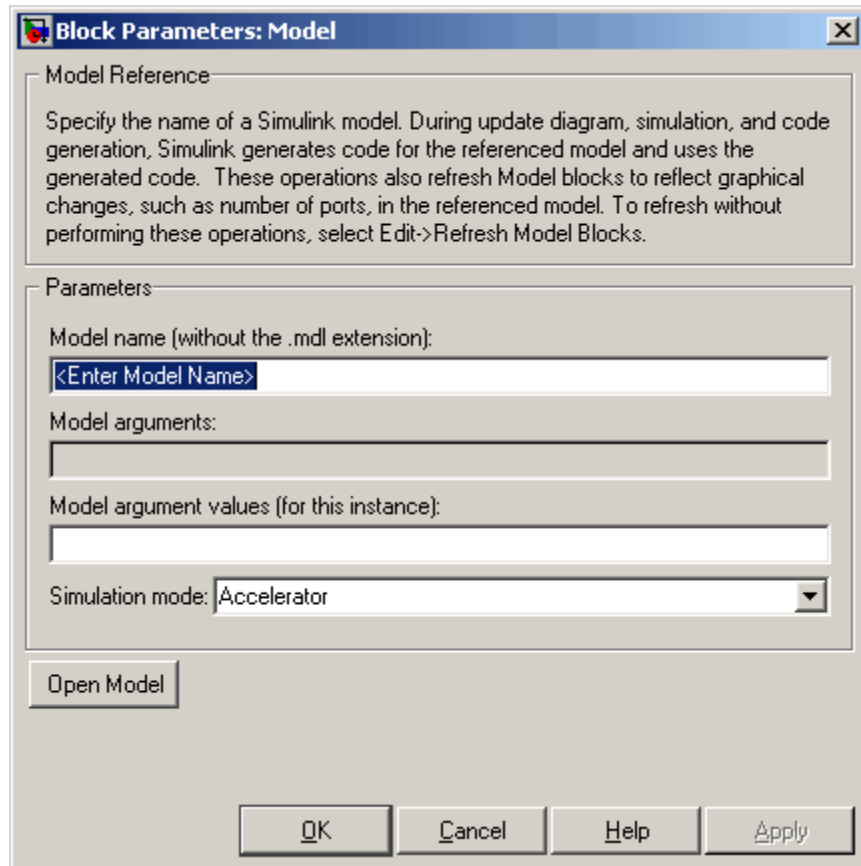 Block Parameters: Model
Model Reference
Specify the name of a Simulink model. During update diagram, simulation, and code
generation, Simulink generates code for the referenced model and uses the
generated code.  These operations also refresh Model blocks to reflect graphical
changes, such as number of ports, in the referenced model. To refresh without
performing these operations, select Edit->Refresh Model Blocks.
Parameters
Model name (without the .mdl extension):
<Enter Model Name>
Model arguments:
Model argument values (for this instance):
Simulation mode: Accelerator
Open Model
OK Cancel Help Apply